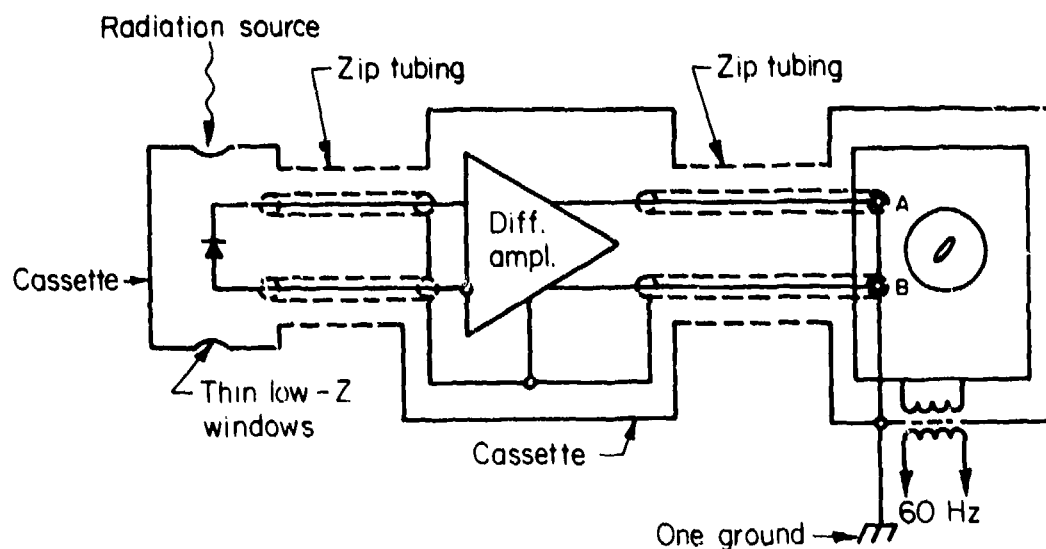 Radiation source
Zip tubing
Zip tubing
A
Diff.
ampl.
Cassette
B
Thin low-Z
windows
Cassette
60 Hz
One ground